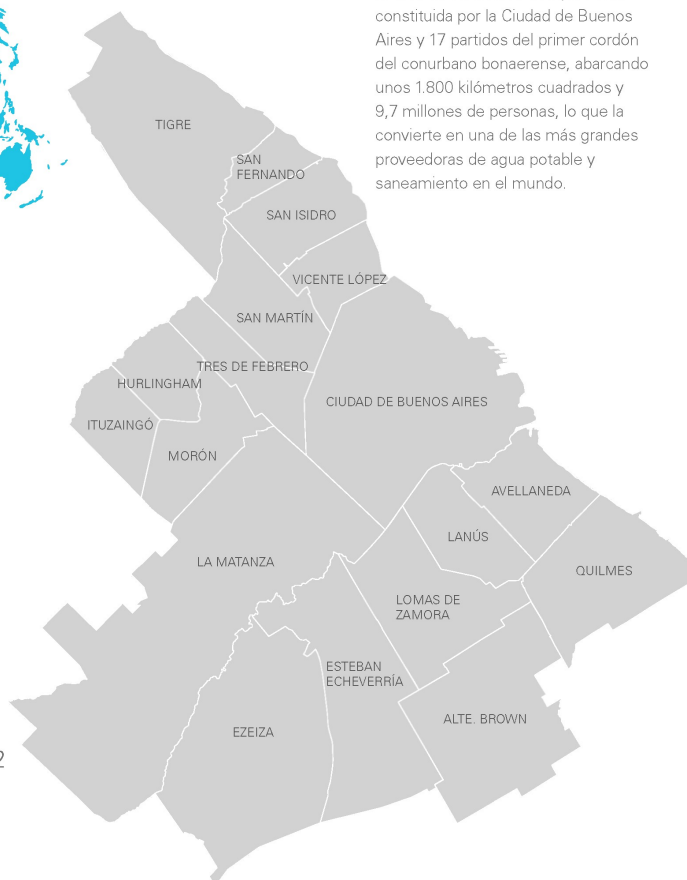 constituida por la Ciudad de Buenos
Aires y 17 partidos del primer cordón
del conurbano bonaerense, abarcando
unos 1.800 kilómetros cuadrados y
9,7 millones de personas, lo que la
convierte en una de las más grandes
proveedoras de agua potable y
saneamiento en el mundo.
TIGRE
SAN
FERNANDO
SAN ISIDRO
VICENTE LÓPEZ
SAN MARTÍN
TRES DE FEBRERO
HURLINGHAM
CIUDAD DE BUENOS AIRES
ITUZAINGÓ
MORÓN
AVELLANEDA
LANÚS
LA MATANZA
QUILMES
LOMAS DE
ZAMORA
ESTEBAN
ECHEVERRÍA
ALTE. BROWN
EZEIZA
2